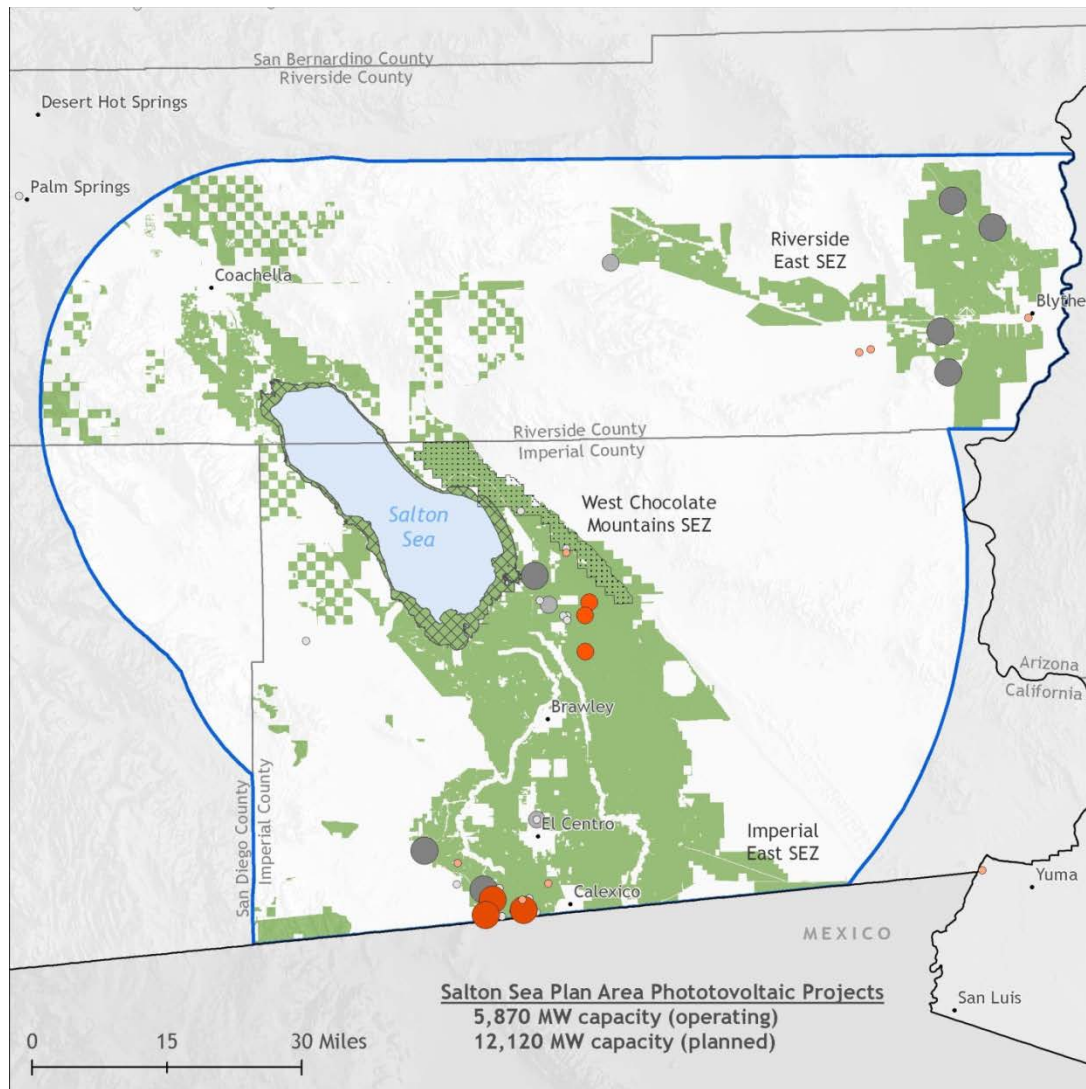 San Bernardino County
Riverside County
Desert Hot Springs
Palm Springs
Riverside
East SEZ
Coachella
Blythe
Riverside County
Imperial County
West Chocolate
Mountains SEZ
Salton
Sea
Arizona
California
Brawley
San Diego County
Imperial County
El Centro
Imperial
East SEZ
Calexico
Yuma
MEXICO
Salton Sea Plan Area Phototovoltaic Projects
5,870 MW capacity (operating)
12,120 MW capacity (planned)
San Luis
0 15 30 Miles